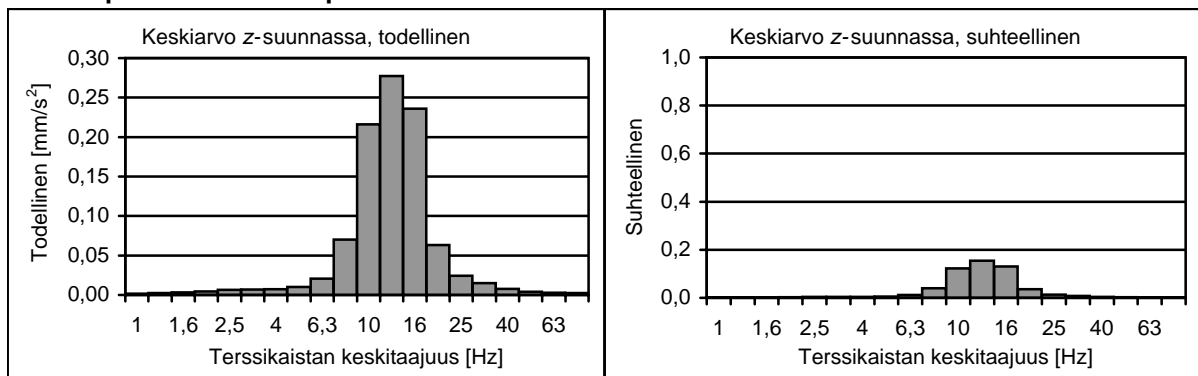 Keskiarvo z-suunnassa, todellinen
0,30
0,25
0,20
0,15
0,10
0,05
0,00
Todellinen [mm/s²]
1 1,6 2,5 4 6,3 10 16 25 40 63
Terssikaistan keskitaajuus [Hz]
Keskiarvo z-suunnassa, suhteellinen
1,0
0,8
0,6
0,4
0,2
0,0
Suhteellinen
1 1,6 2,5 4 6,3 10 16 25 40 63
Terssikaistan keskitaajuus [Hz]